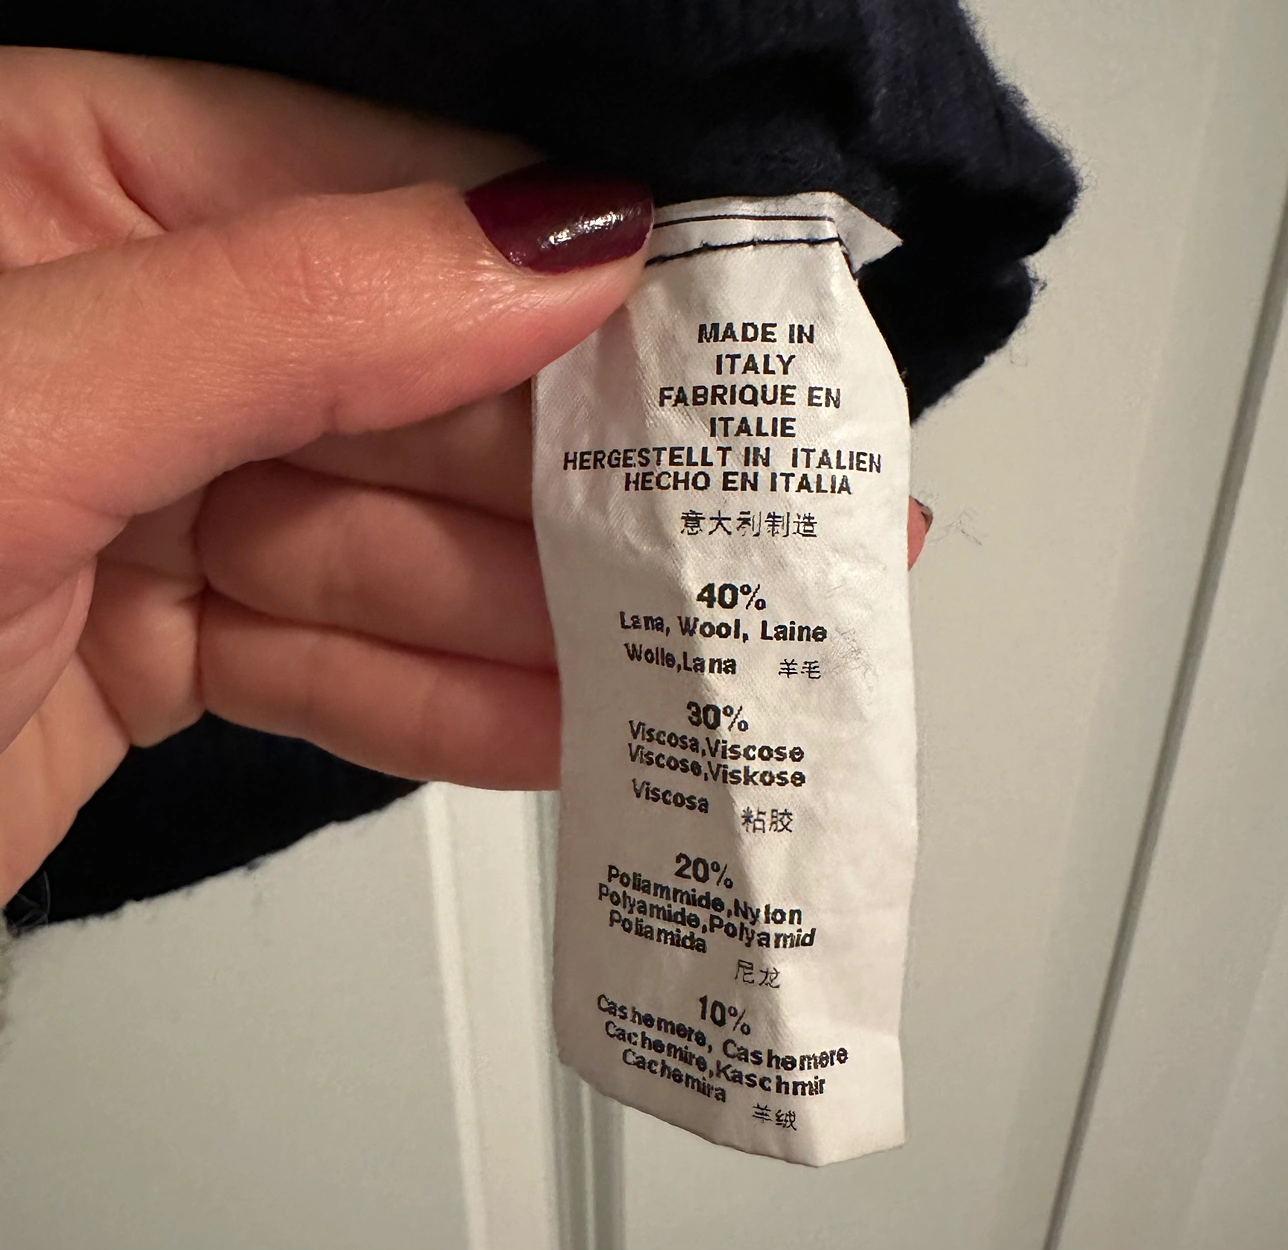 MADE IN
ITALY
FABRIQUE EN
ITALIE
HERGESTELLT IN ITALIEN
HECHO EN ITALIA
意大利制造
40%
Lana, Wool, Laine
Wolle,Lana 羊毛
30%
Viscosa,Viscose
Viscose,Viskose
Viscosa 粘胶
20%
Poliammide,Nylon
Polyamide,Polyamid
Poliamida
尼龙
10%
Cashemere, Cashemere
Cachemire,Kaschmir
Cachemira 羊绒